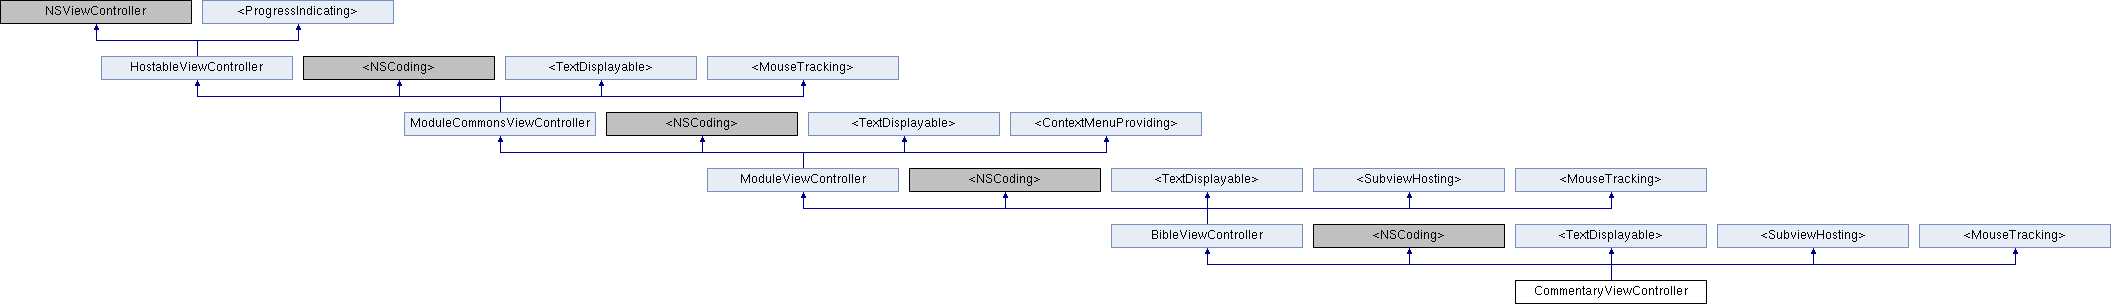 NSViewController <ProgressIndicating>
HostableViewController <NSCoding> <TextDisplayable> <MouseTracking>
ModuleCommonsViewController <NSCoding> <TextDisplayable> <ContextMenuProviding>
ModuleViewController <NSCoding> <TextDisplayable> <SubviewHosting> <MouseTracking>
BibleViewController <NSCoding> <TextDisplayable> <SubviewHosting> <MouseTracking>
CommentaryViewController